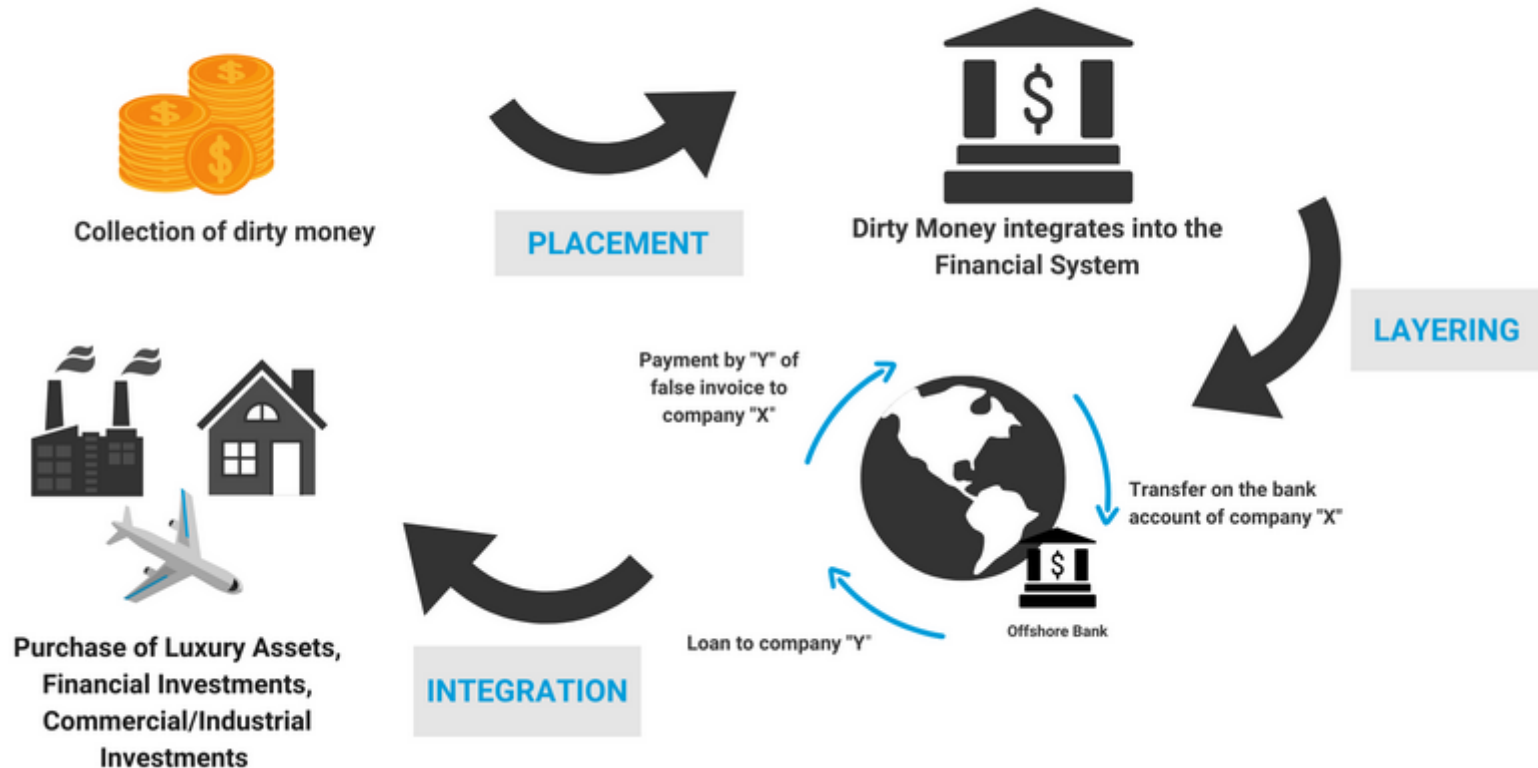 $
$
$
$
Collection of dirty money
PLACEMENT
Dirty Money integrates into the
Financial System
LAYERING
Payment by "Y" of
false invoice to
company "X"
Transfer on the bank
account of company "X"
$
Offshore Bank
Loan to company "Y"
INTEGRATION
Purchase of Luxury Assets,
Financial Investments,
Commercial/Industrial
Investments